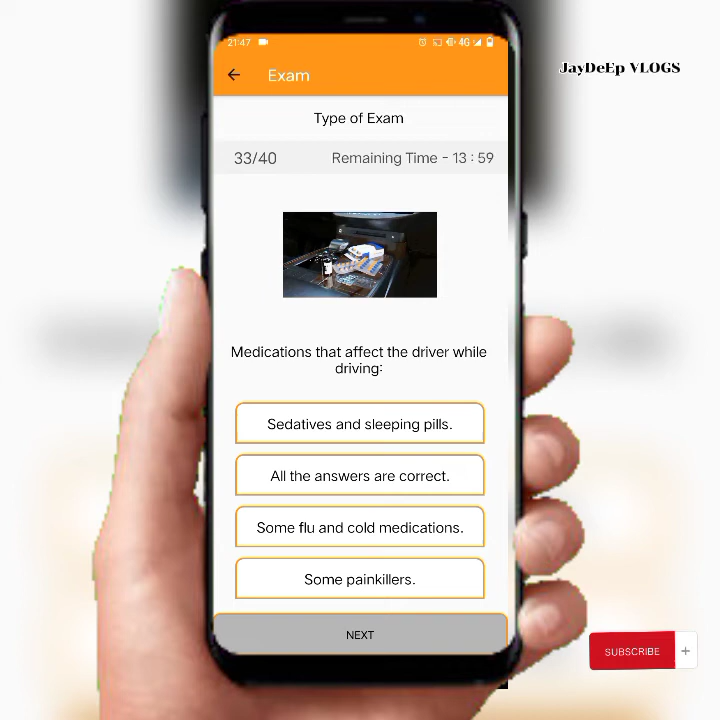 21:47
4G
JayDeEp VLOGS
Exam
Type of Exam
33/40
Remaining Time - 13 : 59
Medications that affect the driver while
driving:
Sedatives and sleeping pills.
All the answers are correct.
Some flu and cold medications.
Some painkillers.
NEXT
SUBSCRIBE +